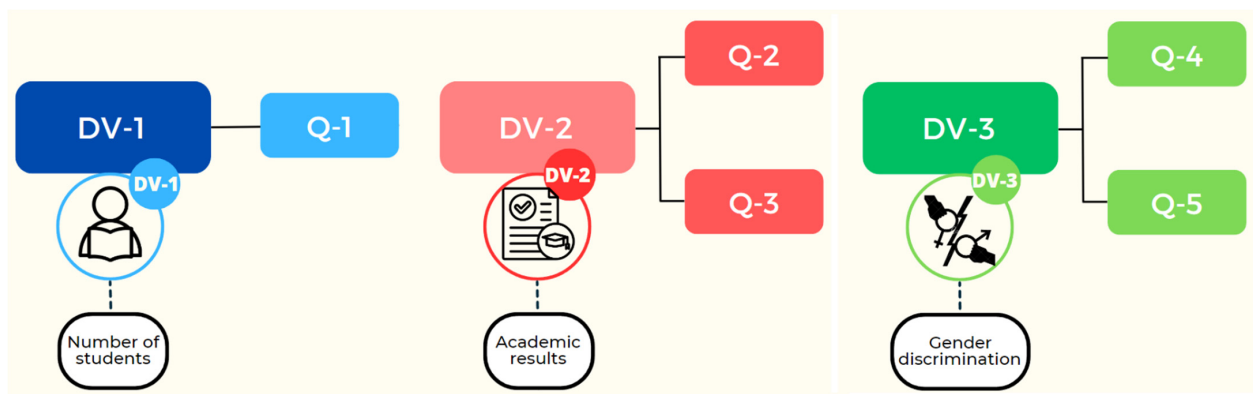 DV-1
Q-1
DV-1
Number of
students
DV-2
Q-2
Q-3
DV-2
Academic
results
DV-3
Q-4
Q-5
DV-3
Gender
discrimination